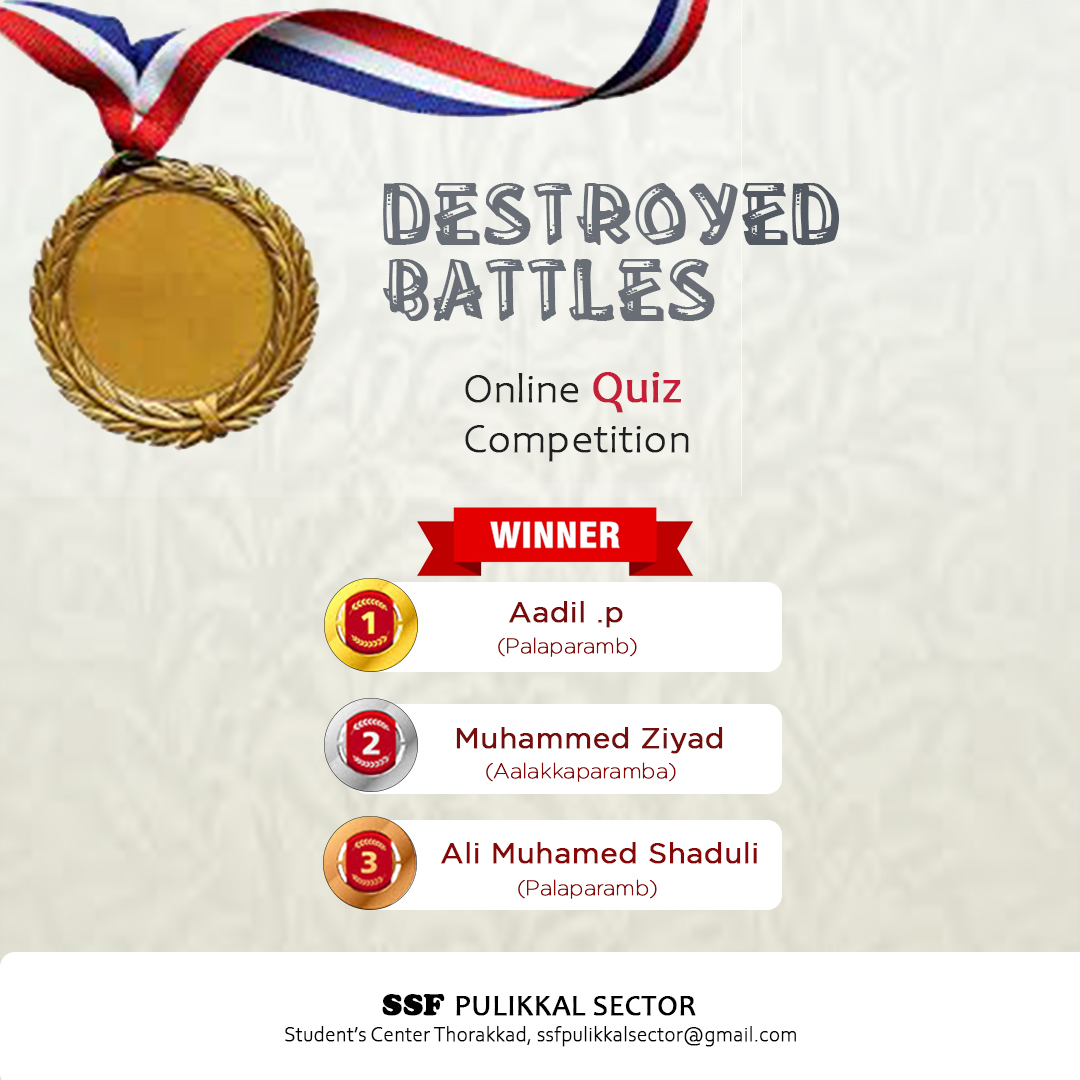 DESTROYED
BATTLES
Online Quiz
Competition
WINNER
1
Aadil .p
(Palaparamb)
2
Muhammed Ziyad
(Aalakkaparamba)
3
Ali Muhamed Shaduli
(Palaparamb)
SSF PULIKKAL SECTOR
Student’s Center Thorakkad, ssfpulikkalsector@gmail.com